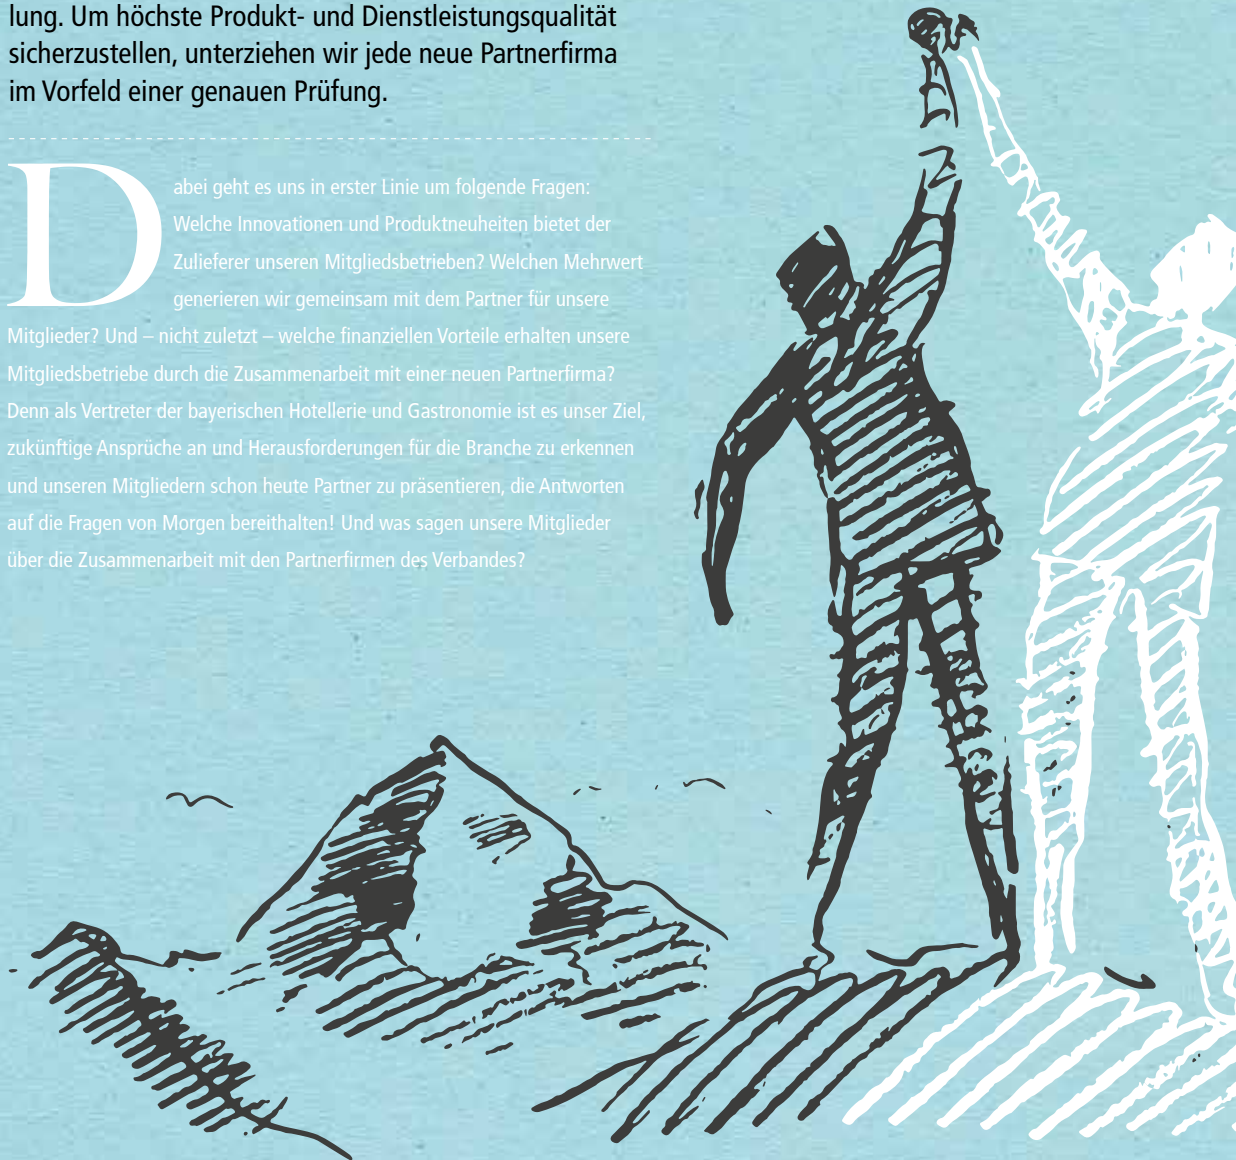 lung. Um höchste Produkt- und Dienstleistungsqualität
sicherzustellen, unterziehen wir jede neue Partnerfirma
im Vorfeld einer genauen Prüfung.
Dabei geht es uns in erster Linie um folgende Fragen:
Welche Innovationen und Produktneuheiten bietet der
Zulieferer unseren Mitgliedsbetrieben? Welchen Mehrwert
generieren wir gemeinsam mit dem Partner für unsere
Mitglieder? Und – nicht zuletzt – welche finanziellen Vorteile erhalten unsere
Mitgliedsbetriebe durch die Zusammenarbeit mit einer neuen Partnerfirma?
Denn als Vertreter der bayerischen Hotellerie und Gastronomie ist es unser Ziel,
zukünftige Ansprüche an und Herausforderungen für die Branche zu erkennen
und unseren Mitgliedern schon heute Partner zu präsentieren, die Antworten
auf die Fragen von Morgen bereithalten! Und was sagen unsere Mitglieder
über die Zusammenarbeit mit den Partnerfirmen des Verbandes?